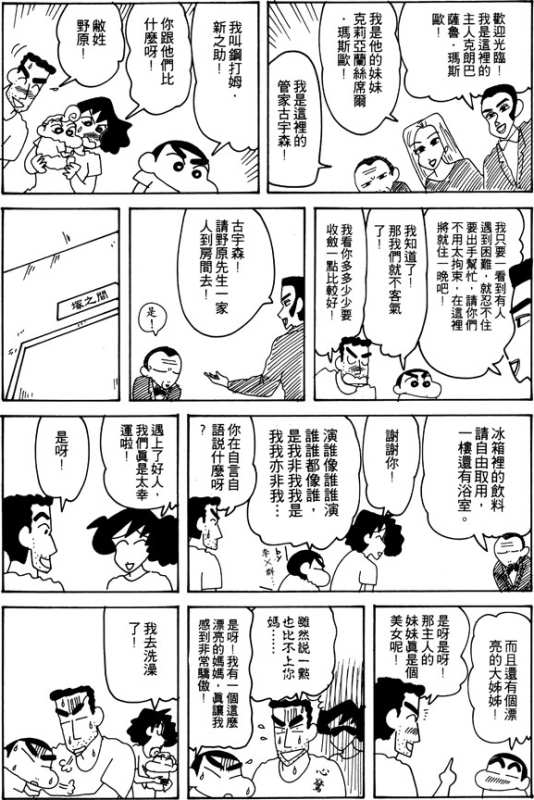 歡迎光臨！
我是這裡的
主人克朗巴
薩魯．瑪斯
歐！
我是他的妹妹
克莉亞蘭絲席爾
．瑪斯歐！
我是這裡的
管家古宇森！
我叫鋼打姆．
新之助！
你跟他們比
什麼呀！
敝姓
野原！
我只要一看到有人
遇到困難，就忍不住
要出手幫忙，請你們
不用太拘束，在這裡
將就住一晚吧！
我知道了！
那我們就不客氣
了！
我看你多多少少要
收斂一點比較好！
古宇森！
請野原先生一家
人到房間去！
是！
塚之間
冰箱裡的飲料
請自由取用，
一樓還有浴室。
謝謝你！
演誰像誰誰演
誰誰都像誰，
是我非我我是
我我亦非我…
by
李×群…
你在自言自
語說什麼呀
遇上了好人，
我們真是太幸
運啦！
是呀！
而且還有個漂
亮的大姊姊！
是呀是呀！
那主人的
妹妹真是個
美女呢！
雖然說一點
也比不上你
媽……
心驚
是呀！我有一個這麼
漂亮的媽媽，真讓我
感到非常驕傲！
我去洗澡
了！